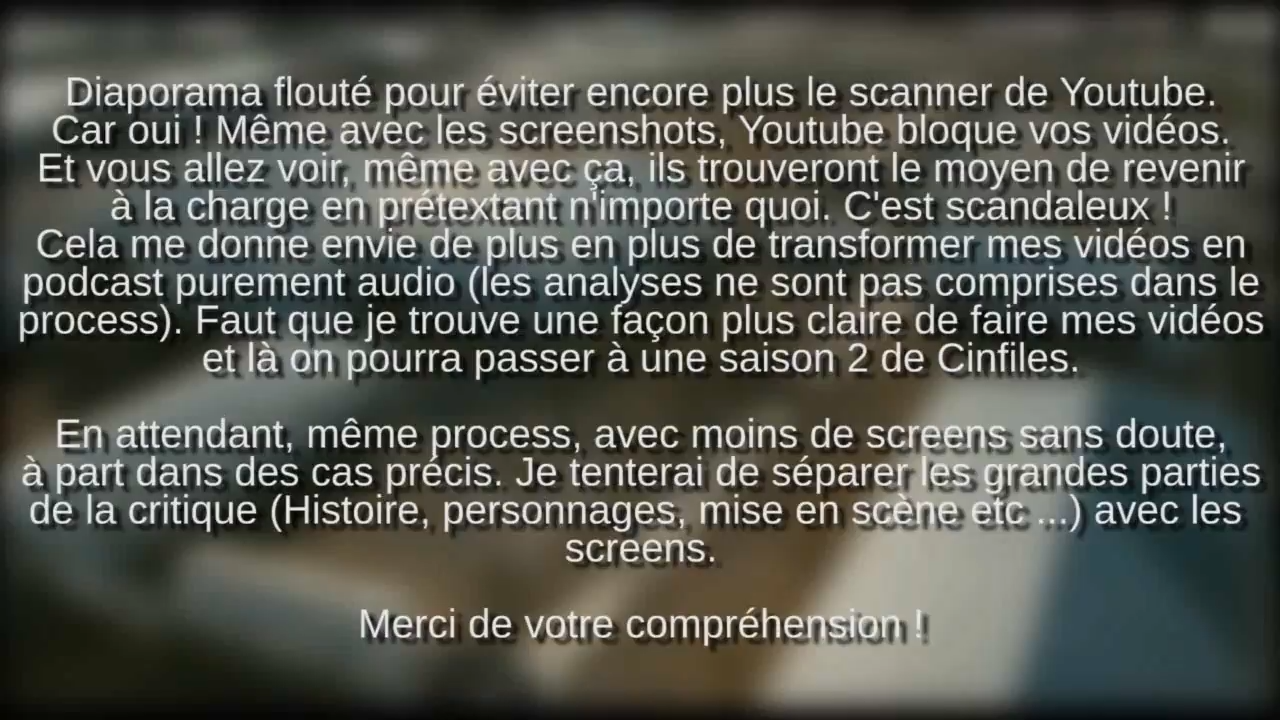 Diaporama flouté pour éviter encore plus le scanner de Youtube.
Car oui ! Même avec les screenshots, Youtube bloque vos vidéos.
Et vous allez voir, même avec ça, ils trouveront le moyen de revenir
à la charge en prétextant n'importe quoi. C'est scandaleux !
Cela me donne envie de plus en plus de transformer mes vidéos en
podcast purement audio (les analyses ne sont pas comprises dans le
process). Faut que je trouve une façon plus claire de faire mes vidéos
et là on pourra passer à une saison 2 de Cinfiles.
En attendant, même process, avec moins de screens sans doute,
à part dans des cas précis. Je tenterai de séparer les grandes parties
de la critique (Histoire, personnages, mise en scène etc ...) avec les
screens.
Merci de votre compréhension !